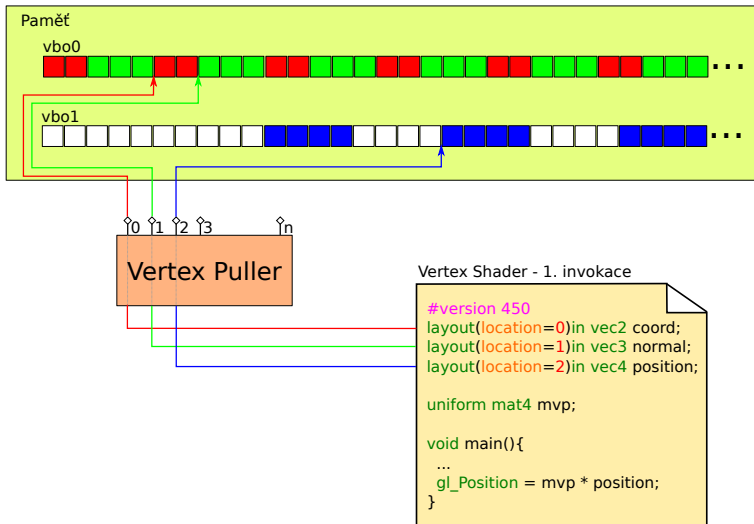 Paměť
vbo0
...
vbo1
...
0 1 2 3 n
Vertex Puller
Vertex Shader - 1. invokace
#version 450
layout(location=0)in vec2 coord;
layout(location=1)in vec3 normal;
layout(location=2)in vec4 position;
uniform mat4 mvp;
void main(){
...
gl_Position = mvp * position;
}